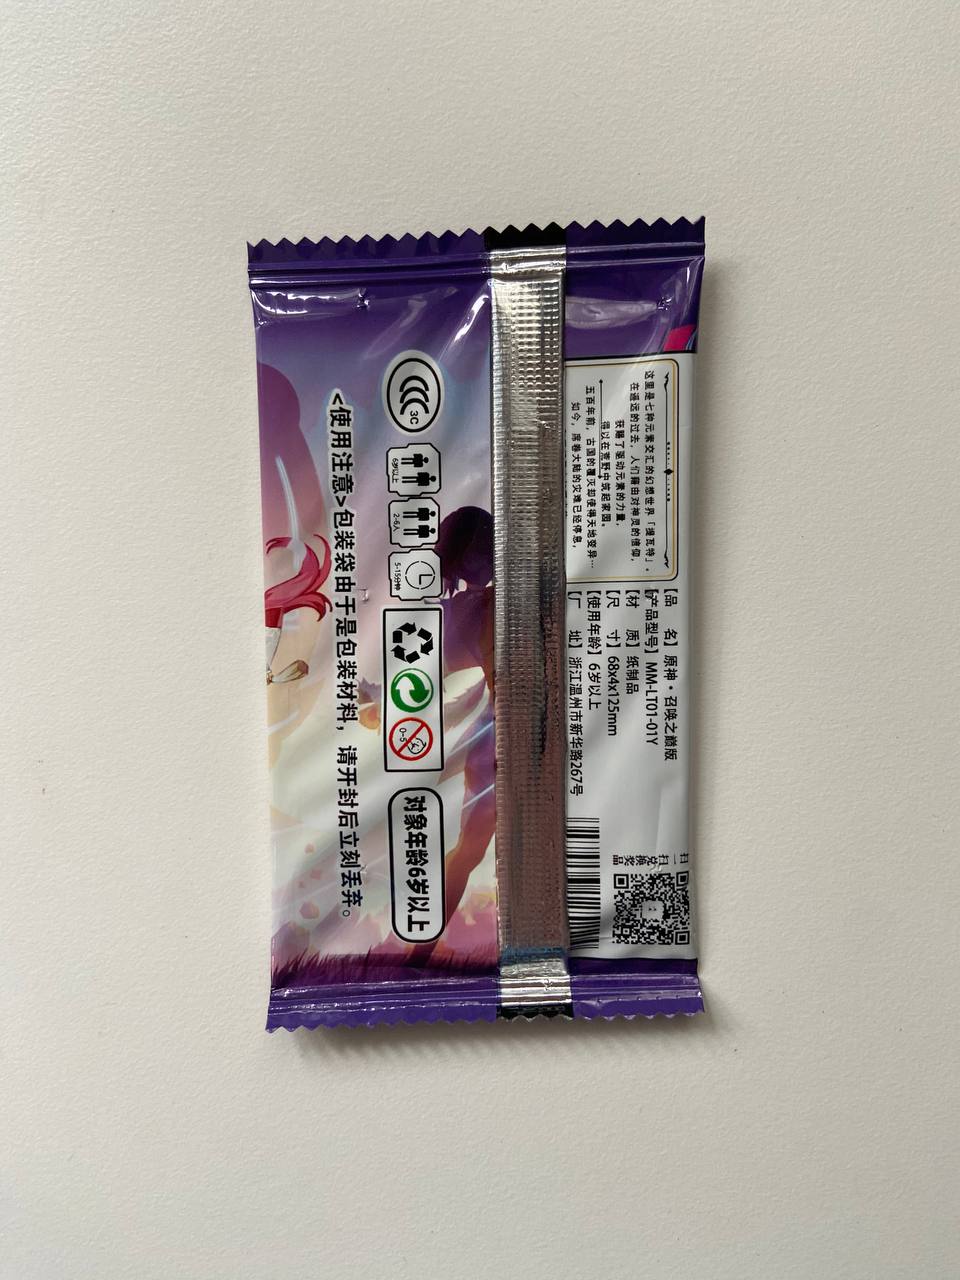 这里是七种元素交汇的幻想世界「提瓦特」。
在遥远的过去，人们藉由对神灵的信仰，
获赐了驱动元素的力量，
得以在荒野中筑起家园。
五百年前，古国的覆灭却使得天地变异…
如今，席卷大陆的灾难已经停息，
【品 名】原神·召唤之巅版
【产品型号】MM-LT01-01Y
【材 质】纸制品
【尺 寸】68x4x125mm
【使用年龄】6岁以上
【厂 址】浙江温州市新华路267号
扫一扫兑换奖品
3C
6岁以上
2-6人
5-15分钟
0-5
对象年龄6岁以上
<使用注意>包装袋由于是包装材料，请开封后立刻丢弃。